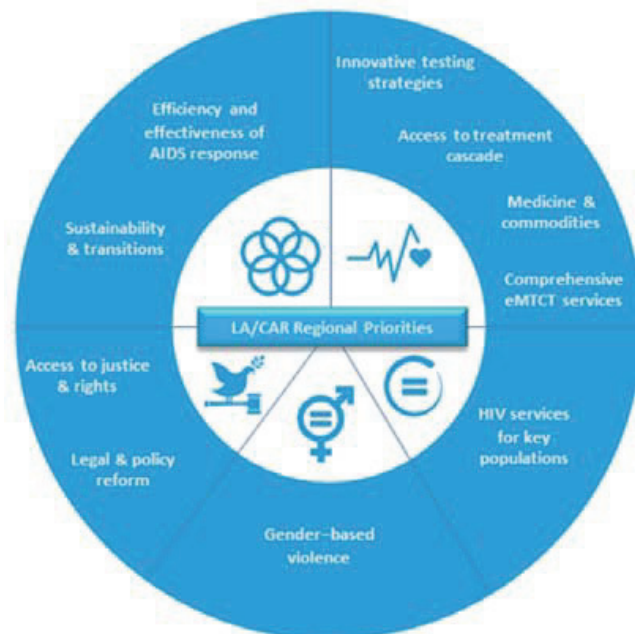 Innovative testing
strategies
Efficiency and
effectiveness of
AIDS response
Access to treatment
cascade
Medicine &
commodities
Sustainability
& transitions
Comprehensive
eMTCT services
LA/CAR Regional Priorities
Access to justice
& rights
HIV services
for key
populations
Legal & policy
reform
Gender–based
violence